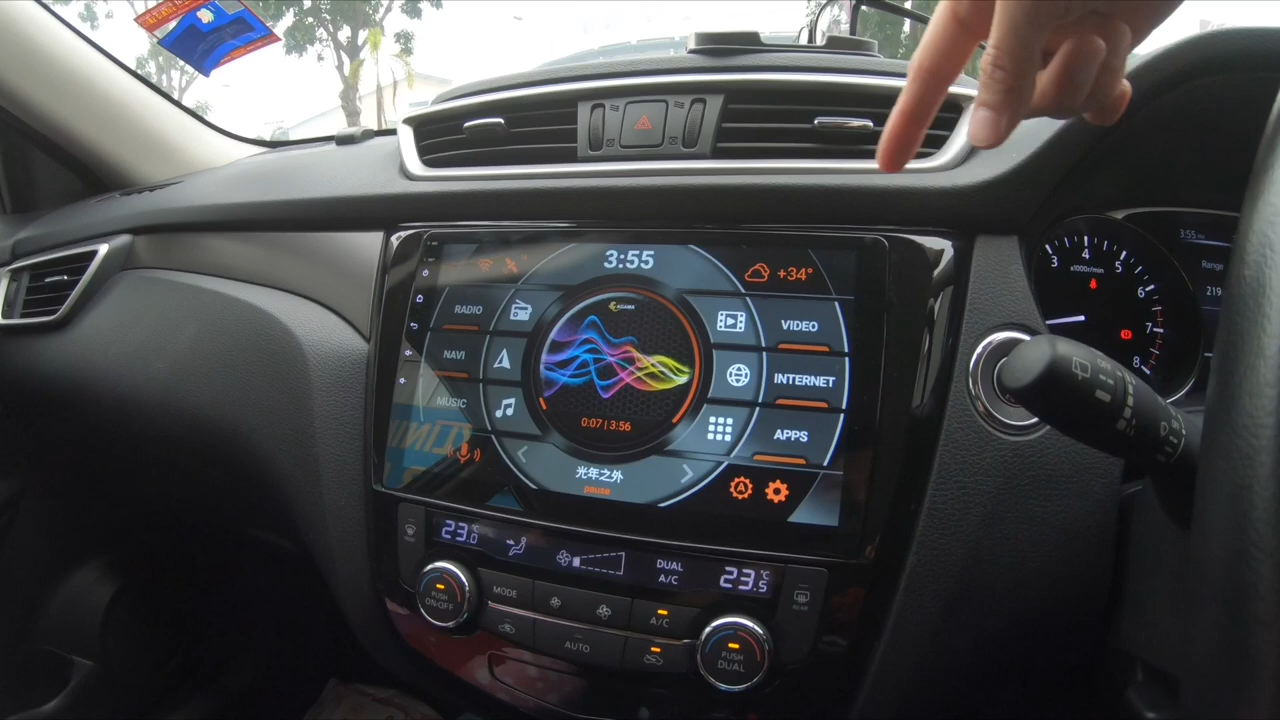 3:55
+34°
RADIO
VIDEO
NAVI
INTERNET
MUSIC
APPS
0:07 | 3:56
光年之外
pause
23.0°C
DUAL
A/C
23.5°C
PUSH
ON·OFF
MODE
A/C
AUTO
PUSH
DUAL
REAR
3 4 5 6 7 8
x1000r/min
3:55
Range
219
OFF